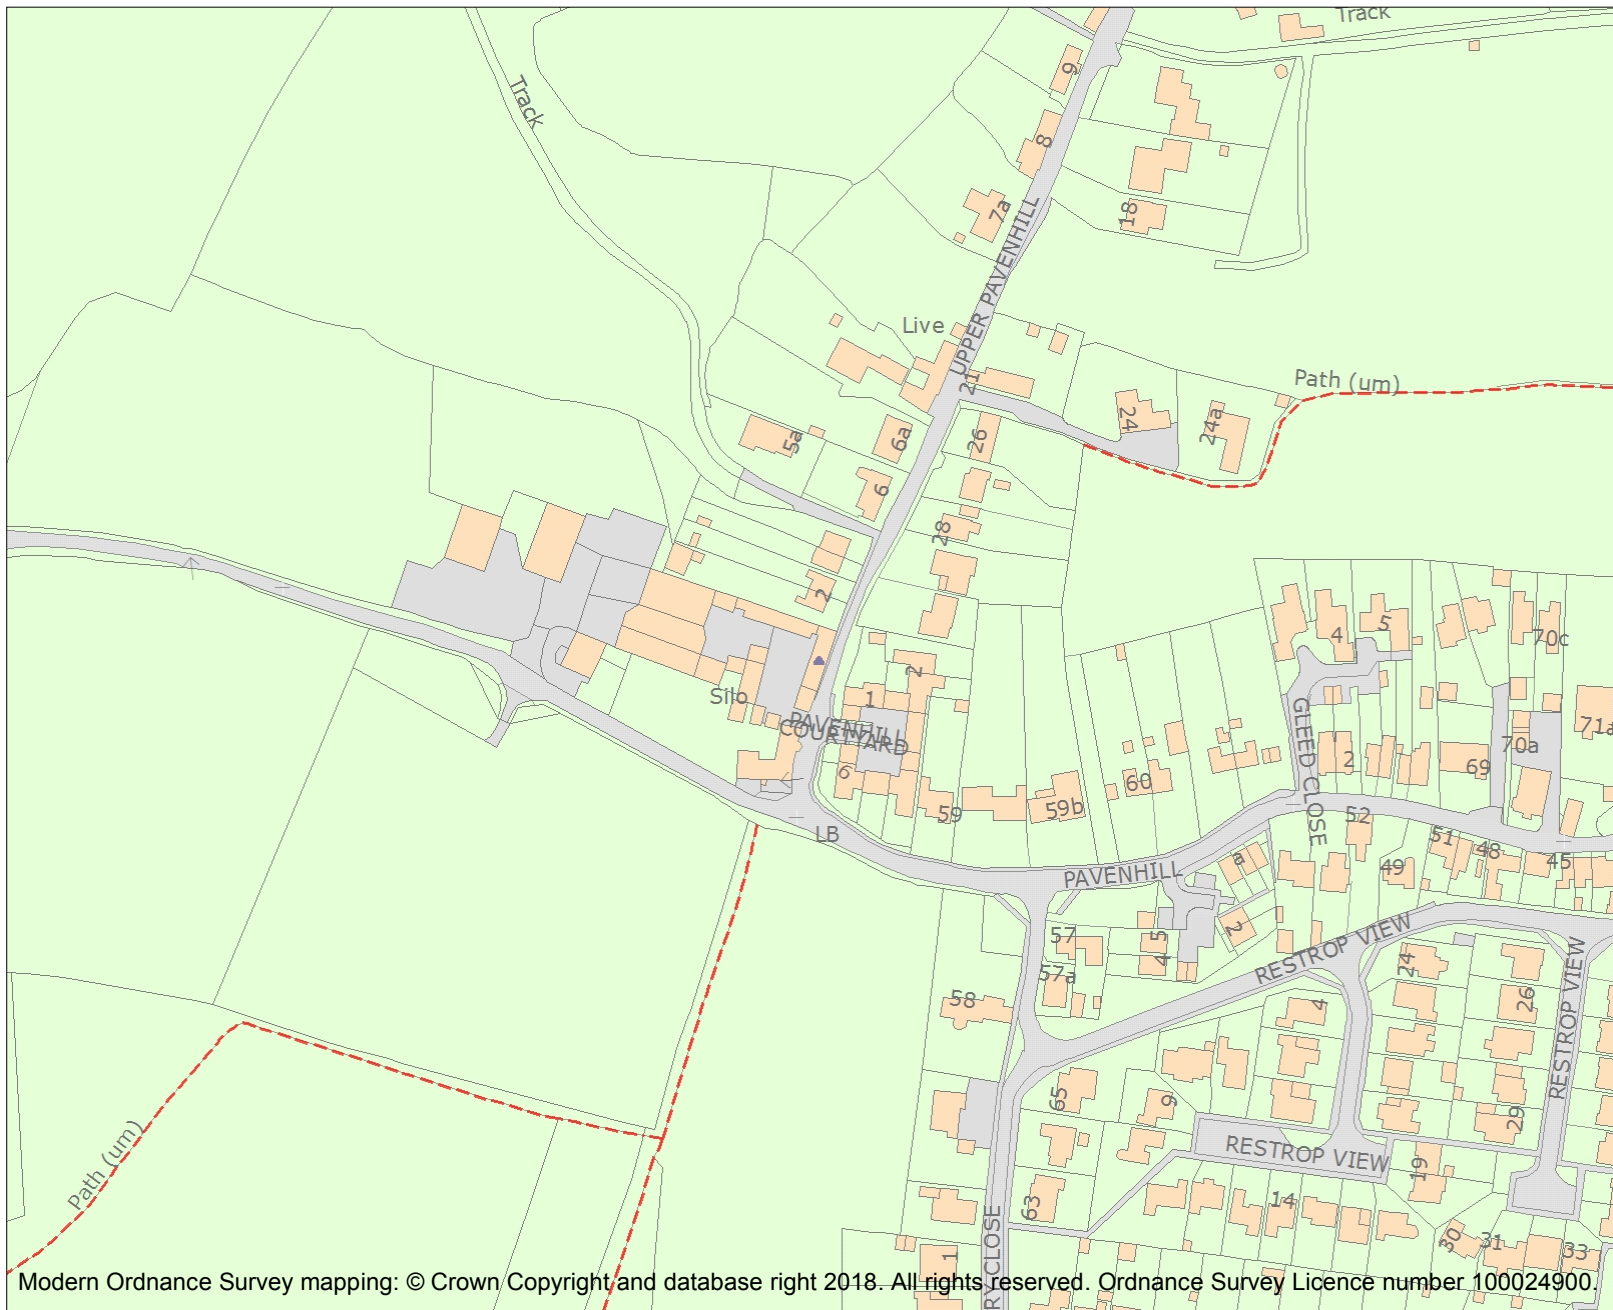 Track
Track
9
8
7a
18
UPPER PAVENHILL
Live
21
Path (um)
24
24a
5a
6a
26
6
28
2
4
5
70c
Silo
2
1
PAVENHILL
COURTYARD
GLEED CLOSE
71a
70a
2
69
6
60
59
59b
52
LB
51
48
45
a
49
PAVENHILL
2
57
5
4
RESTROP VIEW
24
57a
58
4
26
RESTROP VIEW
65
9
29
RESTROP VIEW
Path (um)
19
63
14
30
31
33
1
RY CLOSE
Modern Ordnance Survey mapping: © Crown Copyright and database right 2018. All rights reserved. Ordnance Survey Licence number 100024900.